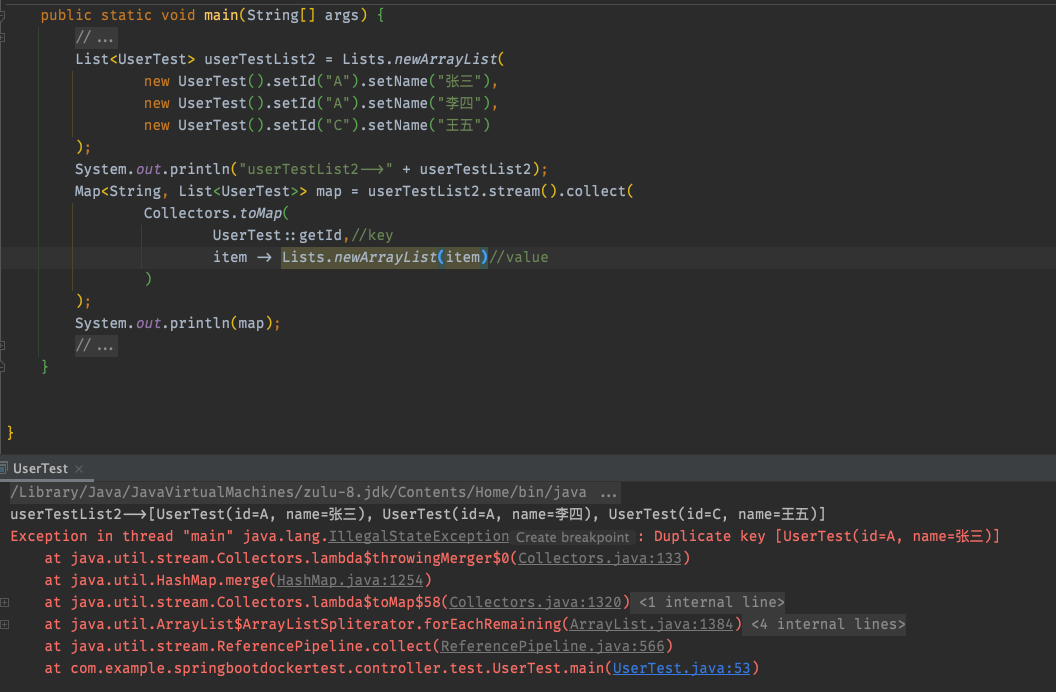 public static void main(String[] args) {
//...
List<UserTest> userTestList2 = Lists.newArrayList(
new UserTest().setId("A").setName("张三"),
new UserTest().setId("A").setName("李四"),
new UserTest().setId("C").setName("王五")
);
System.out.println("userTestList2-->" + userTestList2);
Map<String, List<UserTest>> map = userTestList2.stream().collect(
Collectors.toMap(
UserTest::getId,//key
item -> Lists.newArrayList(item)//value
)
);
System.out.println(map);
//...
}
}
UserTest ×
/Library/Java/JavaVirtualMachines/zulu-8.jdk/Contents/Home/bin/java ...
userTestList2-->[UserTest(id=A, name=张三), UserTest(id=A, name=李四), UserTest(id=C, name=王五)]
Exception in thread "main" java.lang.IllegalStateException Create breakpoint : Duplicate key [UserTest(id=A, name=张三)]
at java.util.stream.Collectors.lambda$throwingMerger$0(Collectors.java:133)
at java.util.HashMap.merge(HashMap.java:1254)
at java.util.stream.Collectors.lambda$toMap$58(Collectors.java:1320) <1 internal line>
at java.util.ArrayList$ArrayListSpliterator.forEachRemaining(ArrayList.java:1384) <4 internal lines>
at java.util.stream.ReferencePipeline.collect(ReferencePipeline.java:566)
at com.example.springbootdockertest.controller.test.UserTest.main(UserTest.java:53)